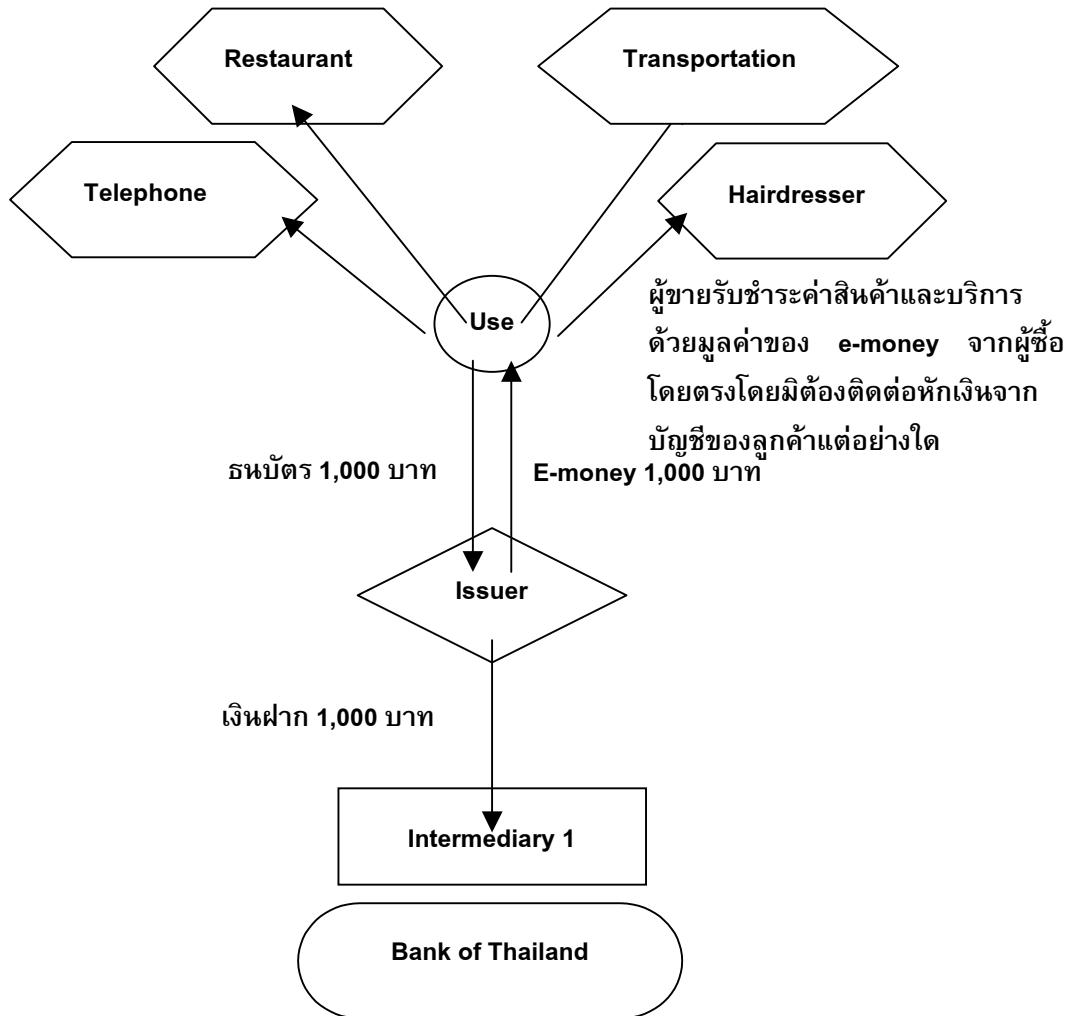 Restaurant
Transportation
Telephone
Hairdresser
Use
ผู้ขายรับชำระค่าสินค้าและบริการ
ด้วยมูลค่าของ e-money จากผู้ซื้อ
โดยตรงโดยมิต้องติดต่อหักเงินจาก
บัญชีของลูกค้าแต่อย่างใด
ธนบัตร 1,000 บาท
E-money 1,000 บาท
Issuer
เงินฝาก 1,000 บาท
Intermediary 1
Bank of Thailand